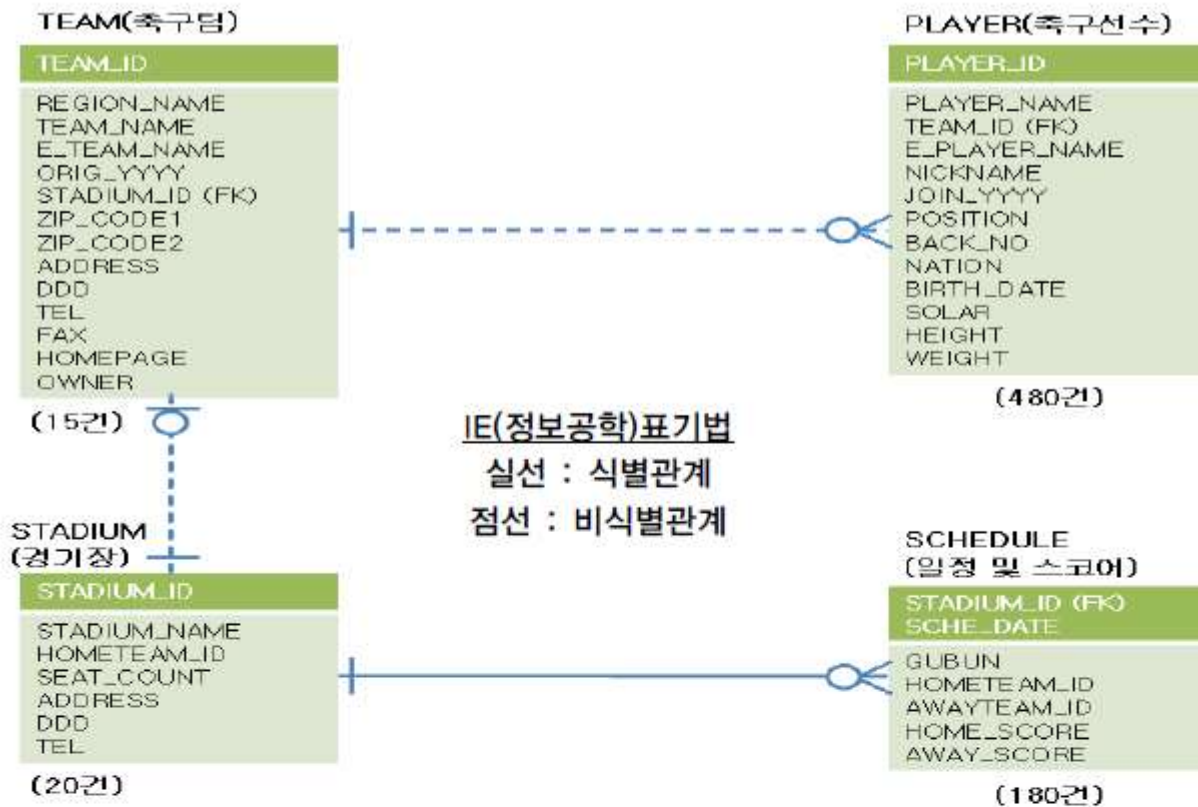 TEAM(축구팀)
TEAM_ID
REGION_NAME
TEAM_NAME
E_TEAM_NAME
ORIG_YYYY
STADIUM_ID (FK)
ZIP_CODE1
ZIP_CODE2
ADDRESS
DDD
TEL
FAX
HOMEPAGE
OWNER
(15건)
PLAYER(축구선수)
PLAYER_ID
PLAYER_NAME
TEAM_ID (FK)
E_PLAYER_NAME
NICKNAME
JOIN_YYYY
POSITION
BACK_NO
NATION
BIRTH_DATE
SOLAR
HEIGHT
WEIGHT
(480건)
IE(정보공학)표기법
실선 : 식별관계
점선 : 비식별관계
STADIUM
(경기장)
STADIUM_ID
STADIUM_NAME
HOMETEAM_ID
SEAT_COUNT
ADDRESS
DDD
TEL
(20건)
SCHEDULE
(일정 및 스코어)
STADIUM_ID (FK)
SCHE_DATE
GUBUN
HOMETEAM_ID
AWAYTEAM_ID
HOME_SCORE
AWAY_SCORE
(180건)